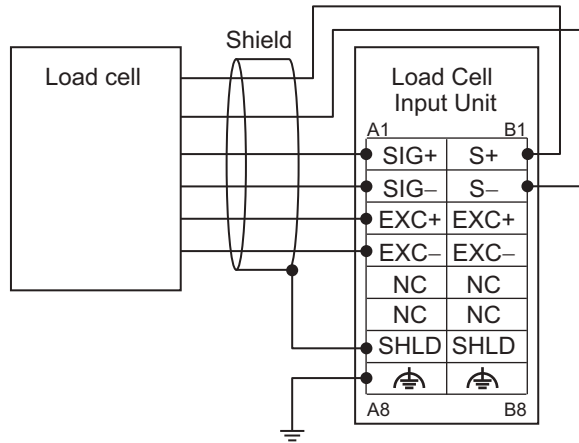 Shield
Load cell
Load Cell
Input Unit
A1 B1
SIG+ S+
SIG− S−
EXC+ EXC+
EXC− EXC−
NC NC
NC NC
SHLD SHLD
A8 B8